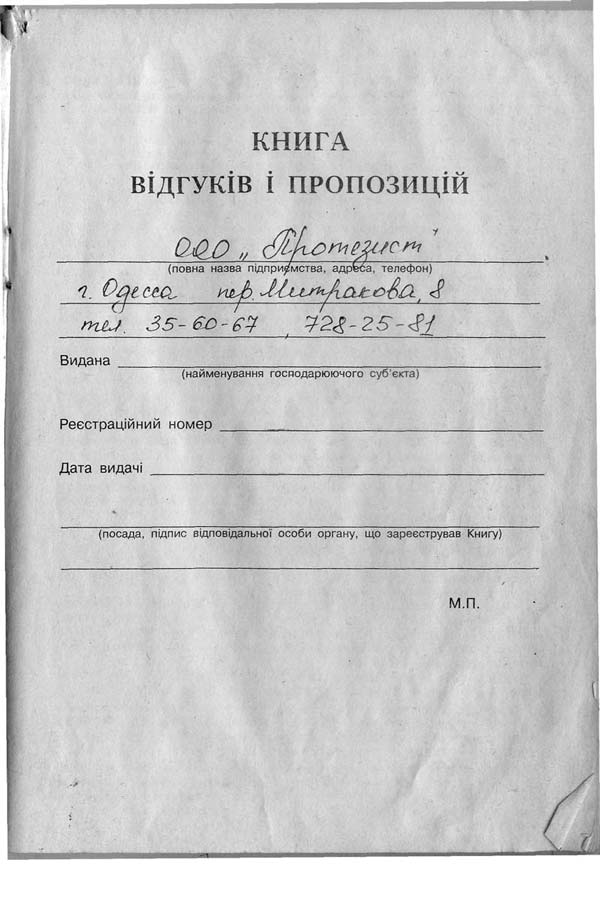 КНИГА
ВІДГУКІВ І ПРОПОЗИЦІЙ
ООО „Протезист"
(повна назва підприємства, адреса, телефон)
г. Одесса пер. Митракова, 8
тел. 35-60-67, 728-25-81
Видана
(найменування господарюючого суб'єкта)
Реєстраційний номер
Дата видачі
(посада, підпис відповідальної особи органу, що зареєстрував Книгу)
М.П.